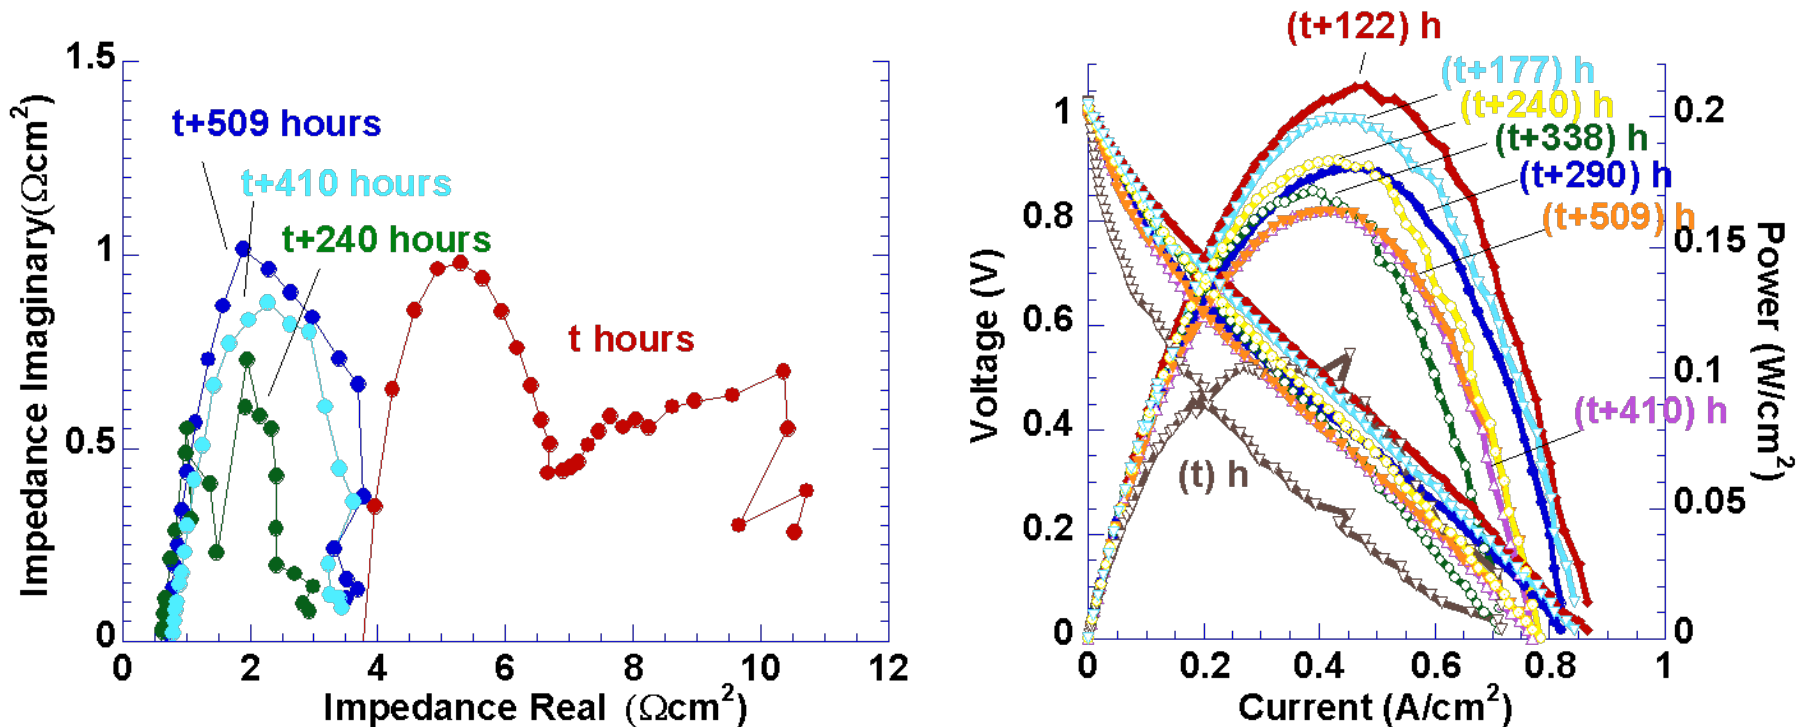 1.5
1
0.5
0
0
2
4
6
8
10
12
Impedance Imaginary(Ωcm²)
Impedance Real (Ωcm²)
t+509 hours
t+410 hours
t+240 hours
t hours
(t+122) h
(t+177) h
(t+240) h
(t+338) h
(t+290) h
(t+509) h
(t+410) h
(t) h
1
0.8
0.6
0.4
0.2
0
Voltage (V)
0
0.2
0.4
0.6
0.8
1
Current (A/cm²)
0.2
0.15
0.1
0.05
0
Power (W/cm²)